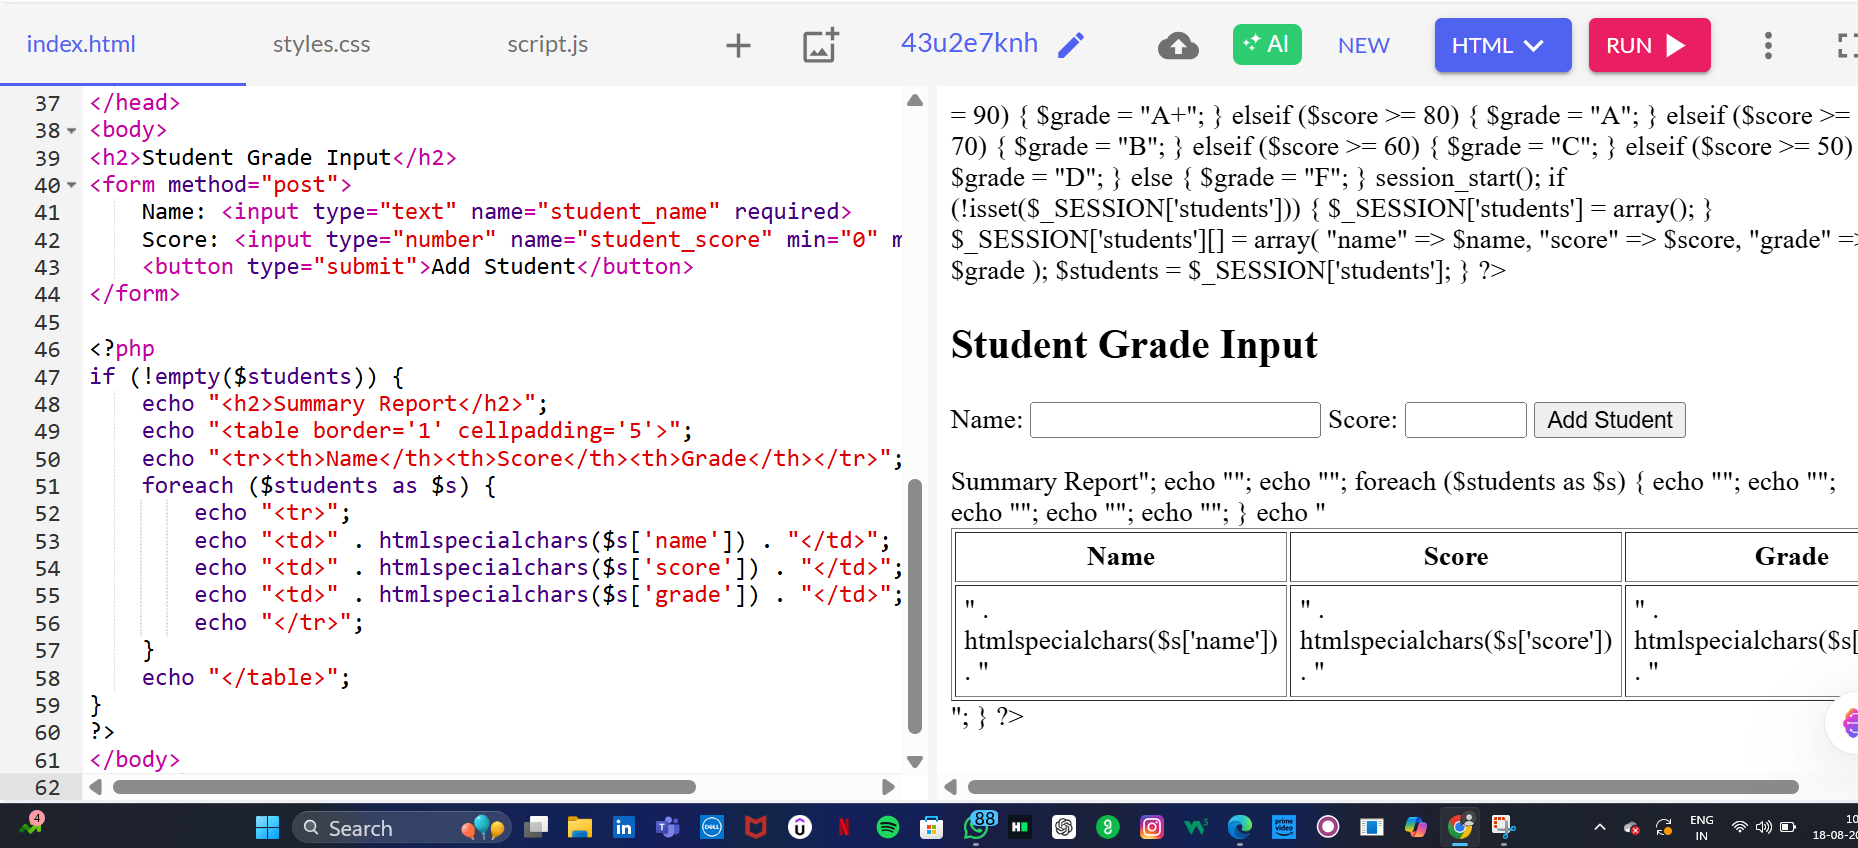 index.html
styles.css
script.js
43u2e7knh
AI
NEW
HTML
RUN
37 </head>
38 <body>
39 <h2>Student Grade Input</h2>
40 <form method="post">
41     Name: <input type="text" name="student_name" required>
42     Score: <input type="number" name="student_score" min="0" m
43     <button type="submit">Add Student</button>
44 </form>
45
46 <?php
47 if (!empty($students)) {
48     echo "<h2>Summary Report</h2>";
49     echo "<table border='1' cellpadding='5'>";
50     echo "<tr><th>Name</th><th>Score</th><th>Grade</th></tr>";
51     foreach ($students as $s) {
52         echo "<tr>";
53         echo "<td>" . htmlspecialchars($s['name']) . "</td>";
54         echo "<td>" . htmlspecialchars($s['score']) . "</td>";
55         echo "<td>" . htmlspecialchars($s['grade']) . "</td>";
56         echo "</tr>";
57     }
58     echo "</table>";
59 }
60 ?>
61 </body>
62
= 90) { $grade = "A+"; } elseif ($score >= 80) { $grade = "A"; } elseif ($score >=
70) { $grade = "B"; } elseif ($score >= 60) { $grade = "C"; } elseif ($score >= 50)
$grade = "D"; } else { $grade = "F"; } session_start(); if
(!isset($_SESSION['students'])) { $_SESSION['students'] = array(); }
$_SESSION['students'][] = array( "name" => $name, "score" => $score, "grade" =>
$grade ); $students = $_SESSION['students']; } ?>
Student Grade Input
Name: Score: Add Student
Summary Report"; echo ""; echo ""; foreach ($students as $s) { echo ""; echo "";
echo ""; echo ""; echo ""; } echo "
Name Score Grade
" . " . " .
htmlspecialchars($s['name']) htmlspecialchars($s['score']) htmlspecialchars($s[
. " . " . "
"; } ?>
4
Search
DELL
88
prime video
ENG
IN
10
18-08-20